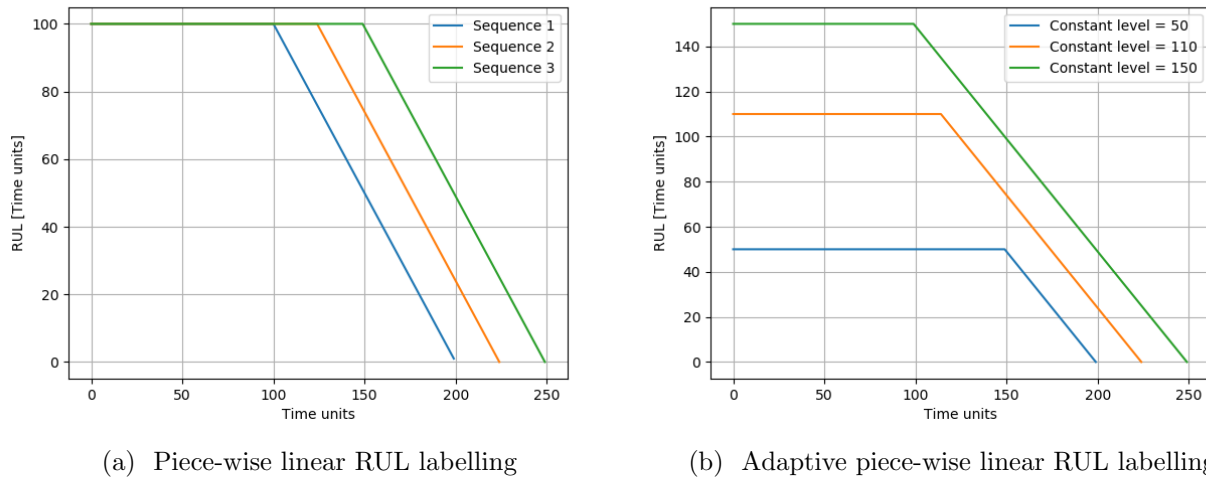 100
80
60
40
20
0
RUL [Time units]
Sequence 1
Sequence 2
Sequence 3
0 50 100 150 200 250
Time units
(a) Piece-wise linear RUL labelling
140
120
100
80
60
40
20
0
RUL [Time units]
Constant level = 50
Constant level = 110
Constant level = 150
0 50 100 150 200 250
Time units
(b) Adaptive piece-wise linear RUL labelling